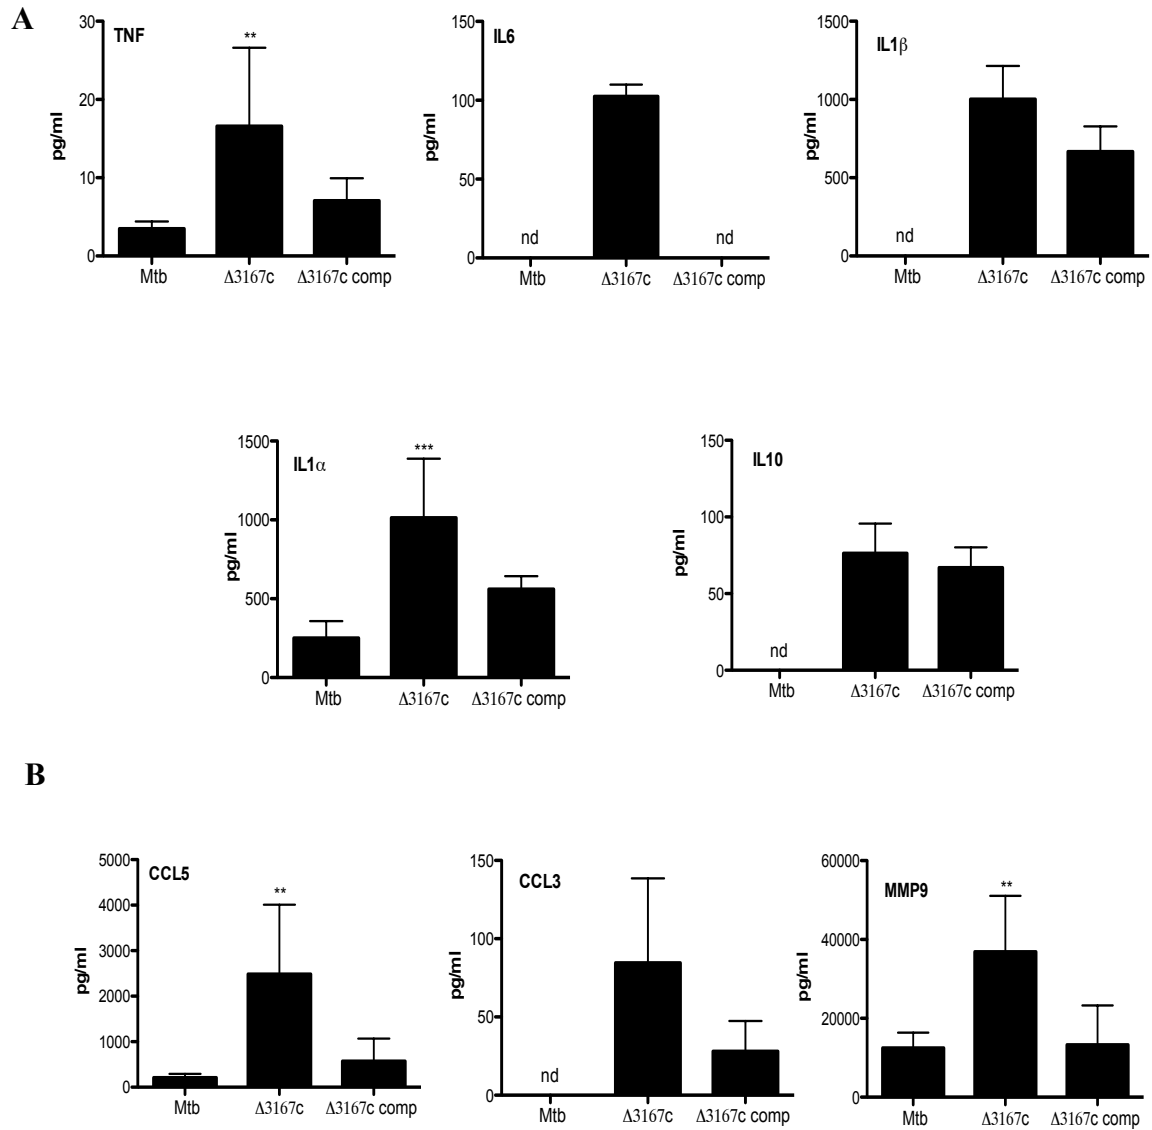 A
TNF
**
30
20
10
0
pg/ml
Mtb Δ3167c Δ3167c comp
IL6
150
100
50
0
pg/ml
nd nd
Mtb Δ3167c Δ3167c comp
IL1β
1500
1000
500
0
pg/ml
nd
Mtb Δ3167c Δ3167c comp
IL1α
***
1500
1000
500
0
pg/ml
Mtb Δ3167c Δ3167c comp
IL10
150
100
50
0
pg/ml
nd
Mtb Δ3167c Δ3167c comp
B
CCL5
**
5000
4000
3000
2000
1000
0
pg/ml
Mtb Δ3167c Δ3167c comp
CCL3
150
100
50
0
pg/ml
nd
Mtb Δ3167c Δ3167c comp
MMP9
**
60000
40000
20000
0
pg/ml
Mtb Δ3167c Δ3167c comp